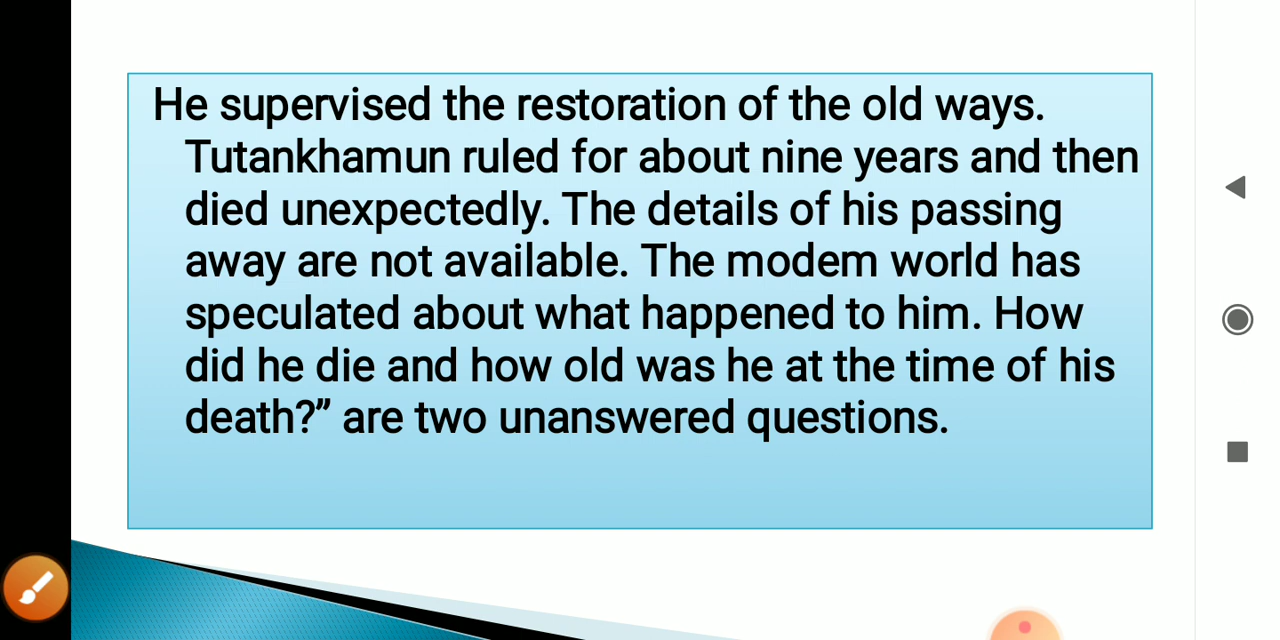 He supervised the restoration of the old ways.
Tutankhamun ruled for about nine years and then
died unexpectedly. The details of his passing
away are not available. The modem world has
speculated about what happened to him. How
did he die and how old was he at the time of his
death?” are two unanswered questions.